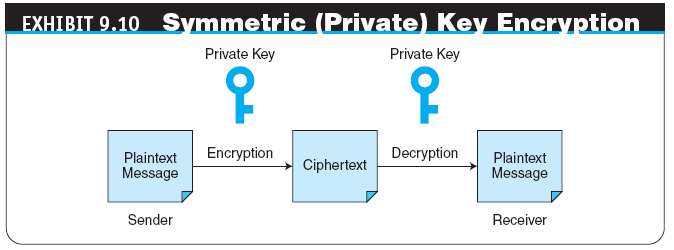 EXHIBIT 9.10 Symmetric (Private) Key Encryption
Private Key Private Key
Plaintext
Message
Encryption
Ciphertext
Decryption
Plaintext
Message
Sender Receiver